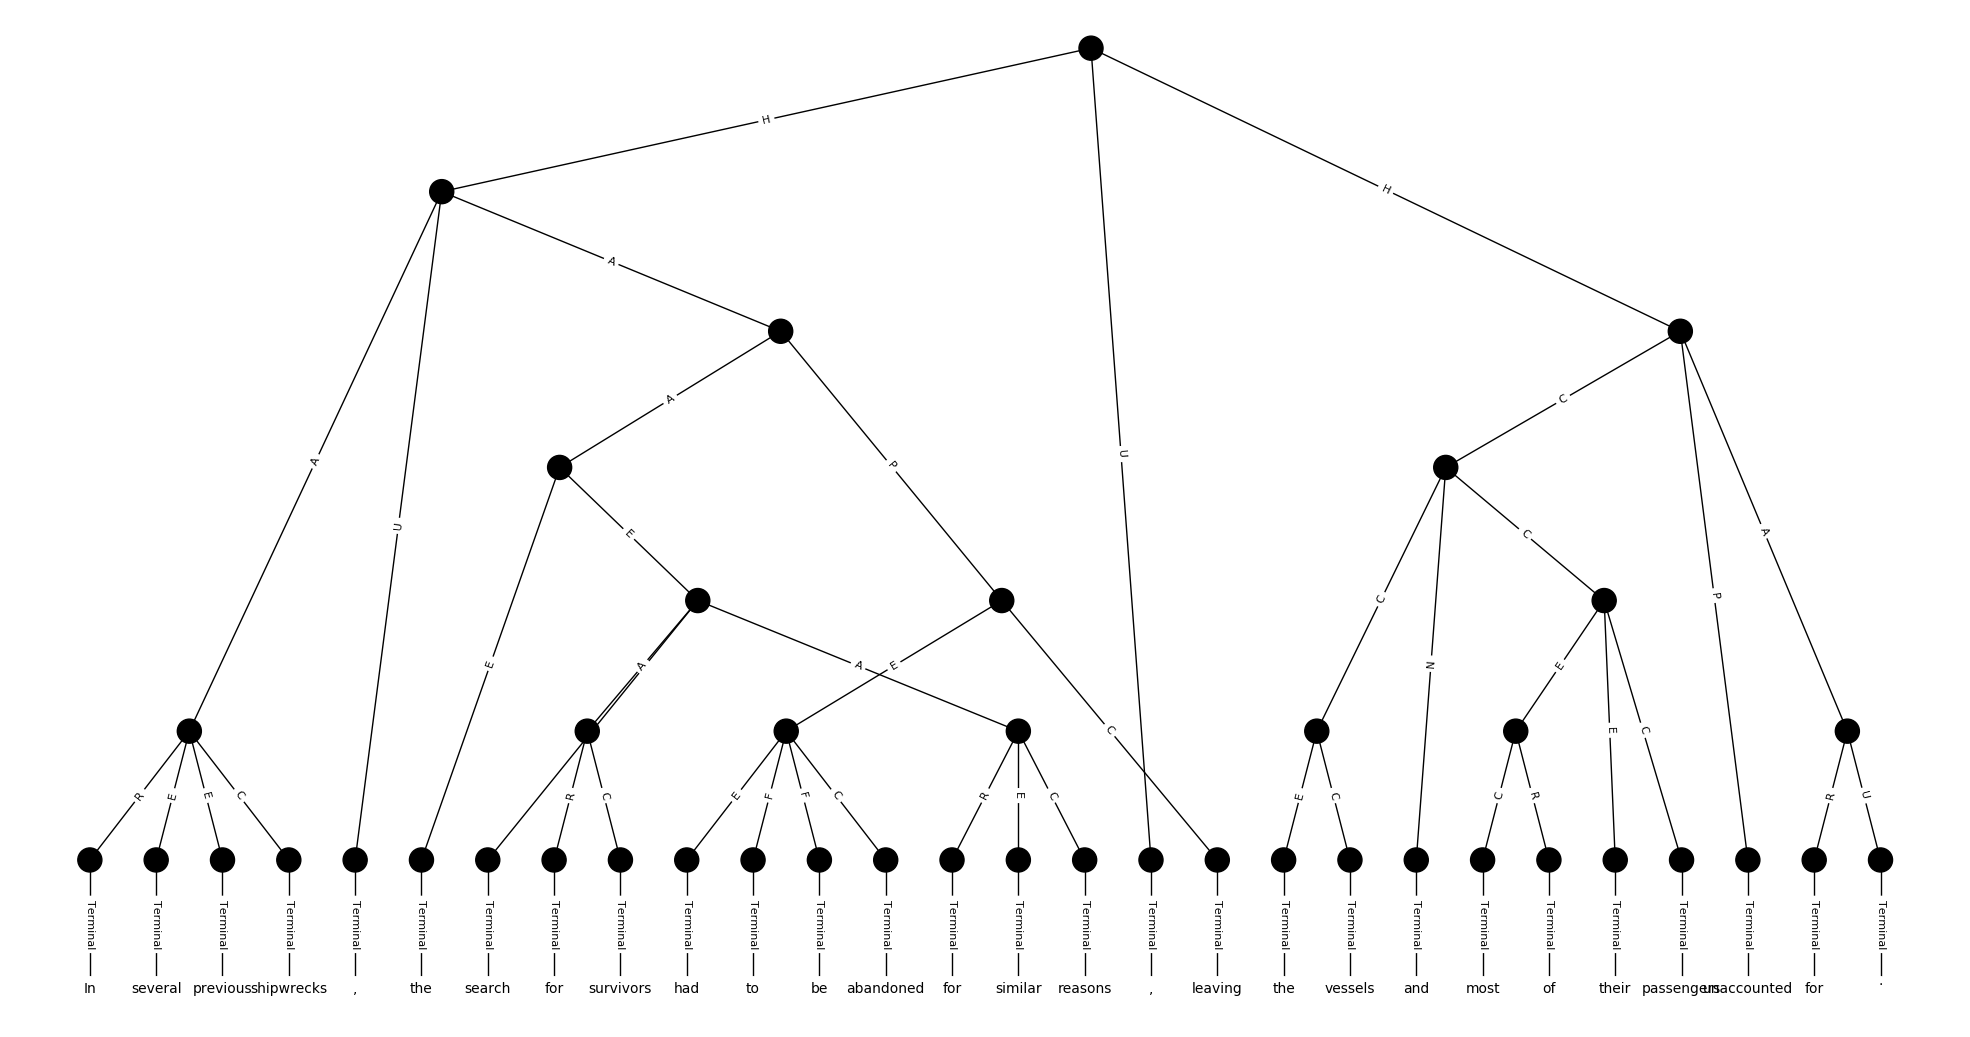 H
H
A
A
A
C
P
U
A
U
E
P
A
C
C
N
E
A
A
E
E
E
C
C
R
E
E
C
R
C
E
F
F
C
R
E
C
E
C
C
R
R
U
Terminal Terminal Terminal Terminal Terminal Terminal Terminal Terminal Terminal Terminal Terminal Terminal Terminal Terminal Terminal Terminal Terminal Terminal Terminal Terminal Terminal Terminal Terminal Terminal Terminal Terminal Terminal Terminal
In several previous shipwrecks , the search for survivors had to be abandoned for similar reasons , leaving the vessels and most of their passengers unaccounted for .